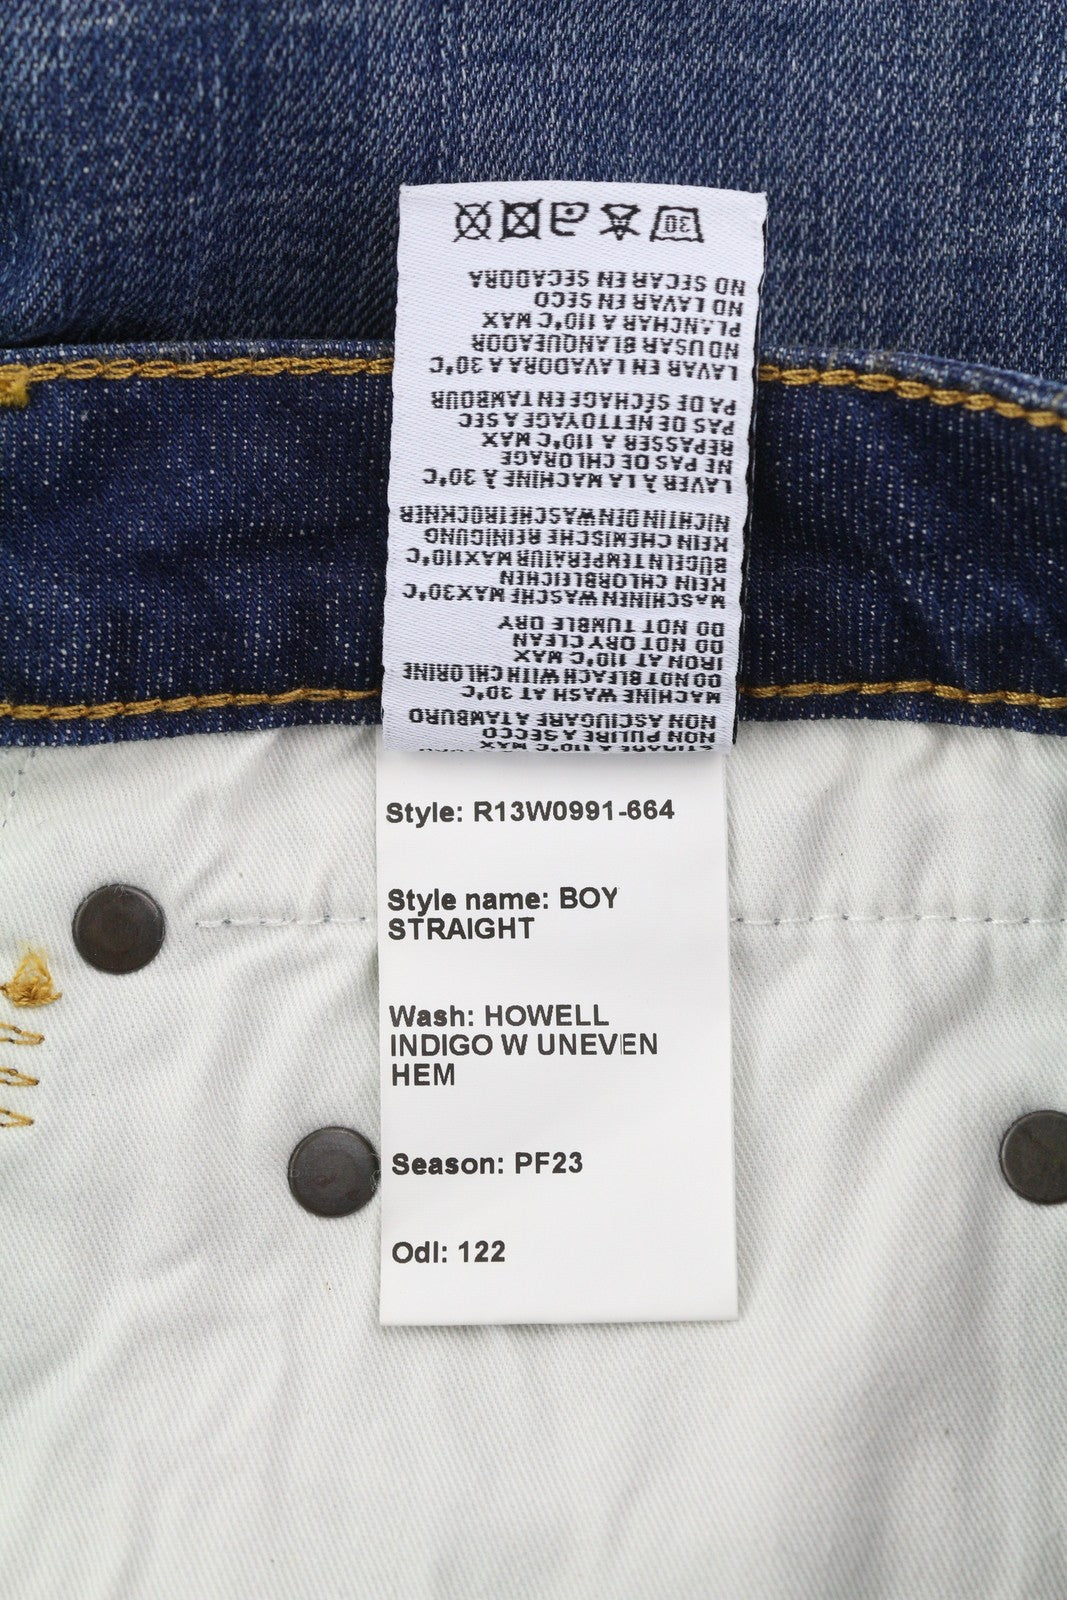 STIRARE A 110°C MAX
NON PULIRE A SECCO
NON ASCIUGARE A TAMBURO
MACHINE WASH AT 30°C
DO NOT BLEACH WITH CHLORINE
IRON AT 110°C MAX
DO NOT DRY CLEAN
DO NOT TUMBLE DRY
MASCHINEN WASCHE MAX30°C
KEIN CHLORBLEICHEN
BÜGELN TEMPERATUR MAX110°C
KEIN CHEMISCHE REINIGUNG
NICHT IN DEN WASCHETROCKNER
LAVER À LA MACHINE À 30°C
NE PAS DE CHLORAGE
REPASSER A 110°C MAX
PAS DE NETTOYAGE A SEC
PA DE SÉCHAGE EN TAMBOUR
LAVAR EN LAVADORA A 30°C
NO USAR BLANQUEADOR
PLANCHAR A 110°C MAX
NO LAVAR EN SECO
NO SECAR EN SECADORA
30
Style: R13W0991-664
Style name: BOY
STRAIGHT
Wash: HOWELL
INDIGO W UNEVEN
HEM
Season: PF23
Odl: 122